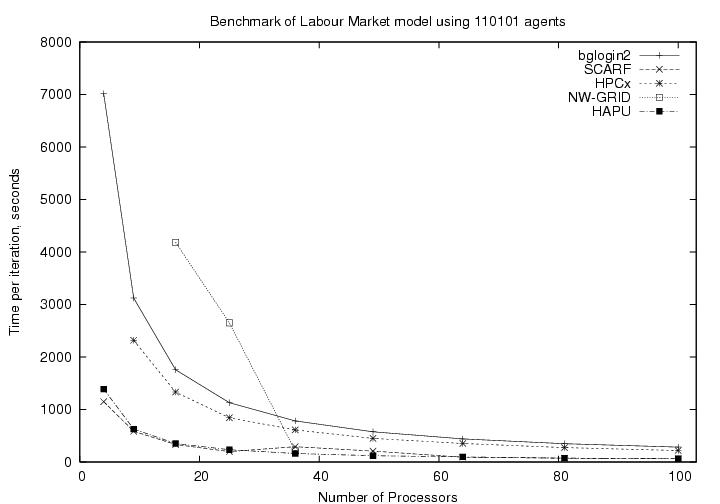 Benchmark of Labour Market model using 110101 agents
8000
7000
6000
5000
4000
3000
2000
1000
0
Time per iteration, seconds
bglogin2
SCARF
HPCx
NW-GRID
HAPU
0 20 40 60 80 100
Number of Processors